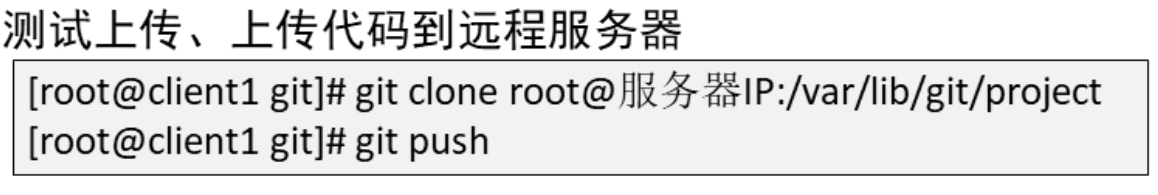 测试上传、上传代码到远程服务器
[root@client1 git]# git clone root@服务器IP:/var/lib/git/project
[root@client1 git]# git push